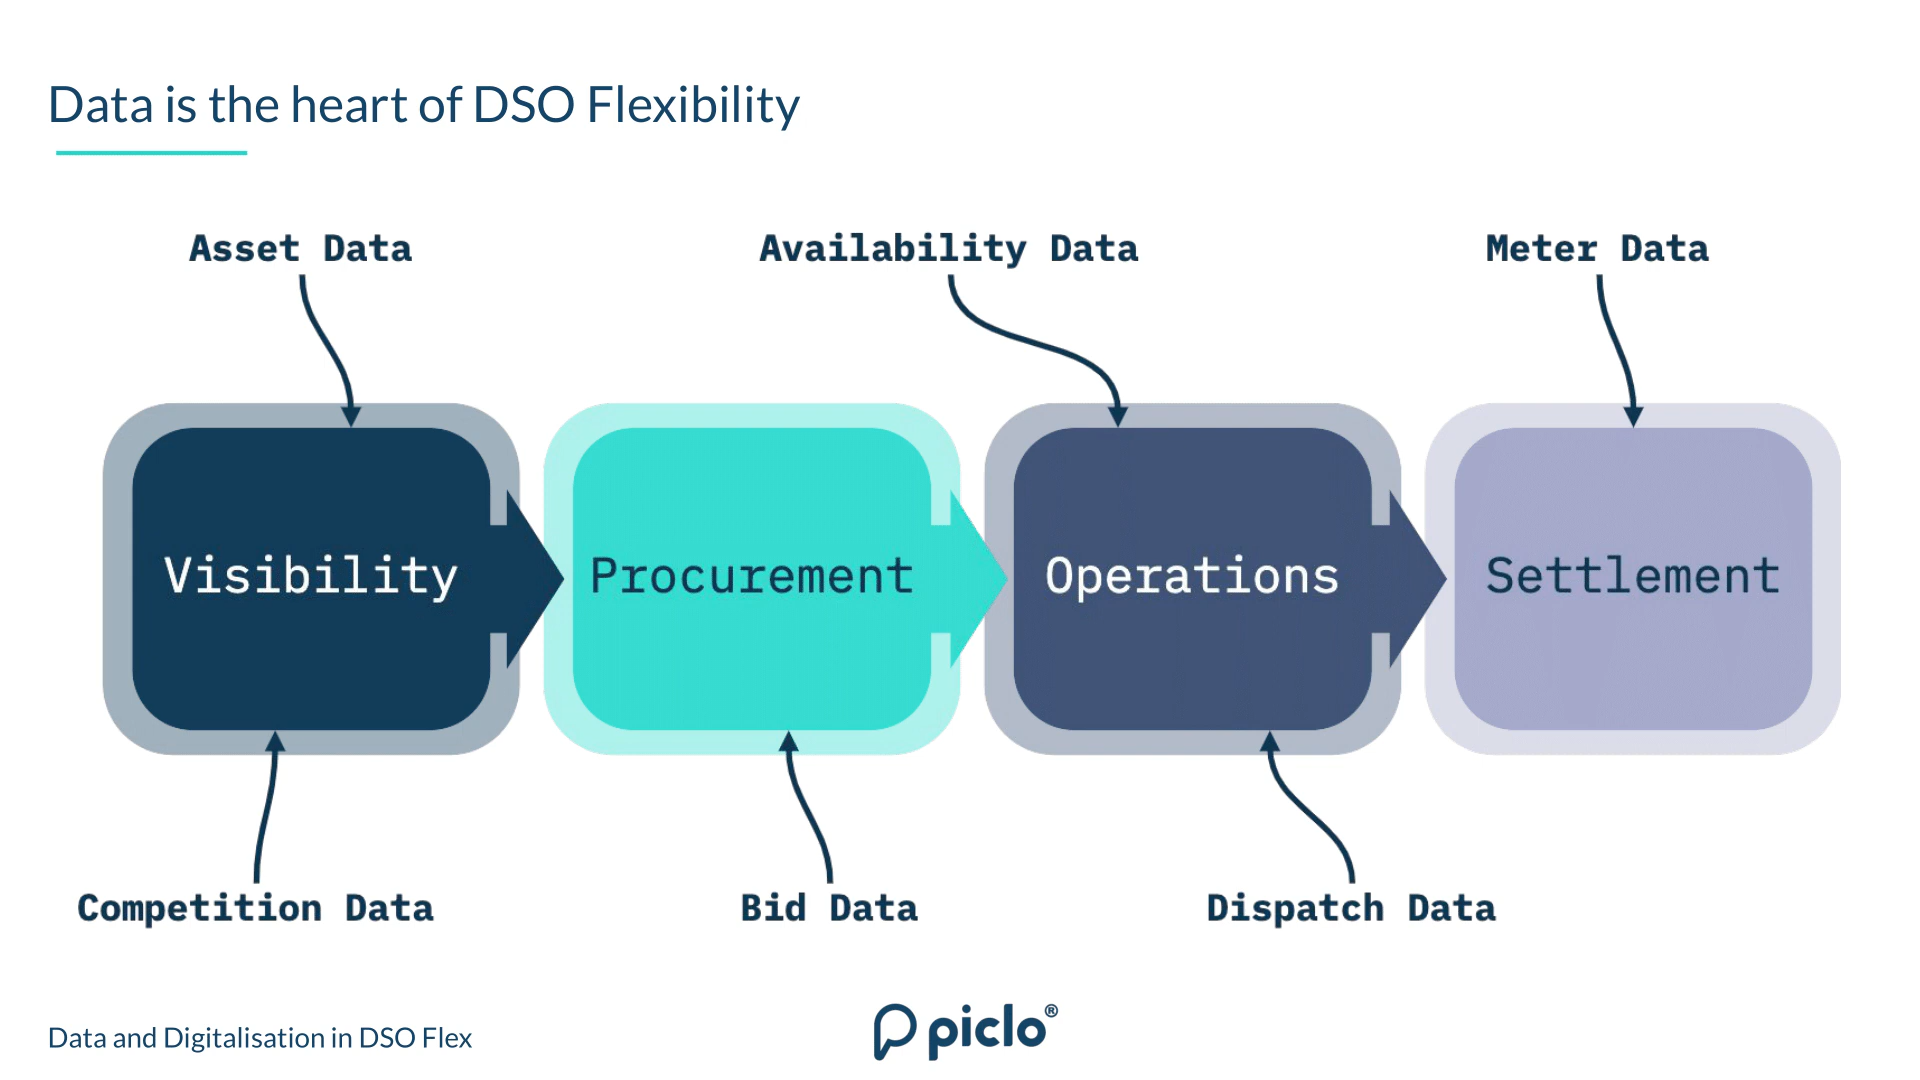 Data is the heart of DSO Flexibility
Asset Data
Availability Data
Meter Data
Visibility
Procurement
Operations
Settlement
Competition Data
Bid Data
Dispatch Data
Data and Digitalisation in DSO Flex
piclo®